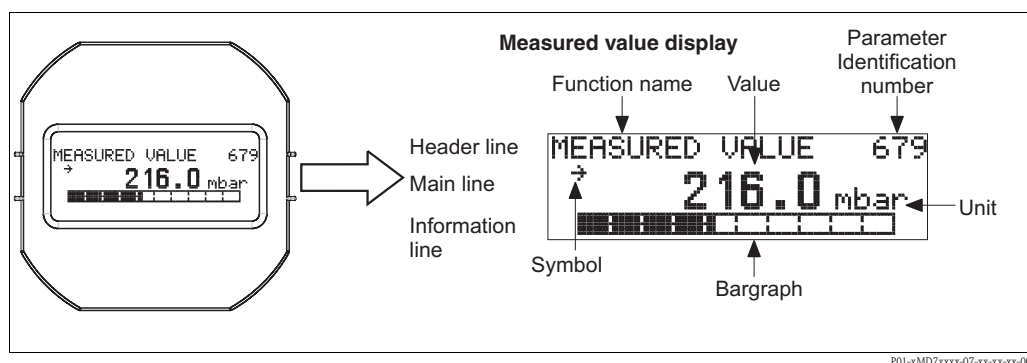 MEASURED VALUE 679
→
216.0 mbar
Header line
Main line
Information
line
Measured value display
Function name
Value
Parameter
Identification
number
MEASURED VALUE 679
→
216.0 mbar
Unit
Symbol
Bargraph